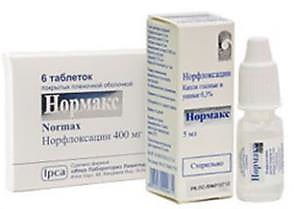 6 таблеток
покрытых пленочной оболочкой
Нормакс
Normax
Норфлоксацин 400 мг
Ipca
Норфлоксацин
Капли глазные и
ушные 0,3%
Нормакс
5 мл
Стерильно
Нормакс